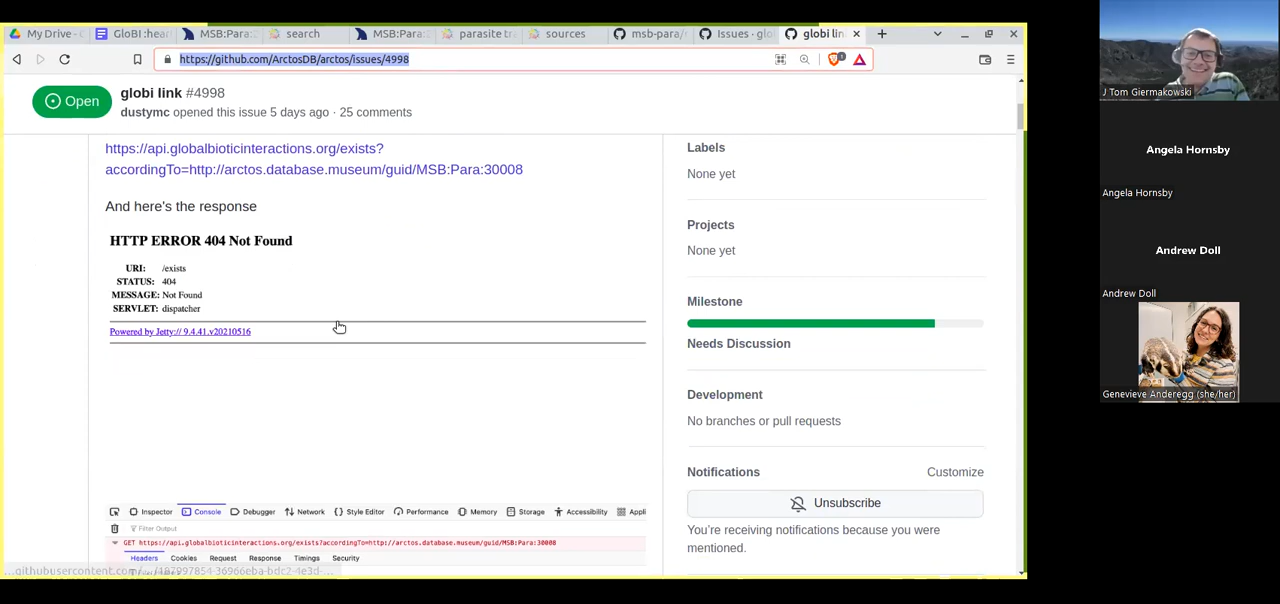 My Drive - G
GloBI :hear
MSB:Para:
search
MSB:Para:
parasite tr
sources
msb-para/
Issues · glo
globi lin
https://github.com/ArctosDB/arctos/issues/4998
Open
globi link #4998
dustymc opened this issue 5 days ago · 25 comments
https://api.globalbioticinteractions.org/exists?
accordingTo=http://arctos.database.museum/guid/MSB:Para:30008
And here's the response
HTTP ERROR 404 Not Found
URI: /exists
STATUS: 404
MESSAGE: Not Found
SERVLET: dispatcher
Powered by Jetty:// 9.4.41.v20210516
Inspector Console Debugger Network Style Editor Performance Memory Storage Accessibility Appli
Filter Output
GET https://api.globalbioticinteractions.org/exists?accordingTo=http://arctos.database.museum/guid/MSB:Para:30008
Headers Cookies Request Response Timings Security
Labels
None yet
Projects
None yet
Milestone
Needs Discussion
Development
No branches or pull requests
Notifications
Customize
Unsubscribe
You're receiving notifications because you were
mentioned.
J Tom Giermakowski
Angela Hornsby
Angela Hornsby
Andrew Doll
Andrew Doll
Genevieve Anderegg (she/her)